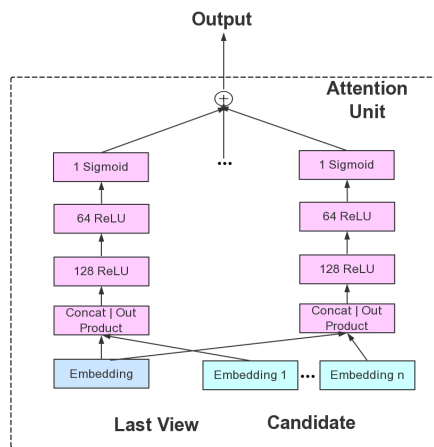 Output
Attention
Unit
1 Sigmoid
...
1 Sigmoid
64 ReLU
64 ReLU
128 ReLU
128 ReLU
Concat | Out
Product
Concat | Out
Product
Embedding
Embedding 1
...
Embedding n
Last View
Candidate